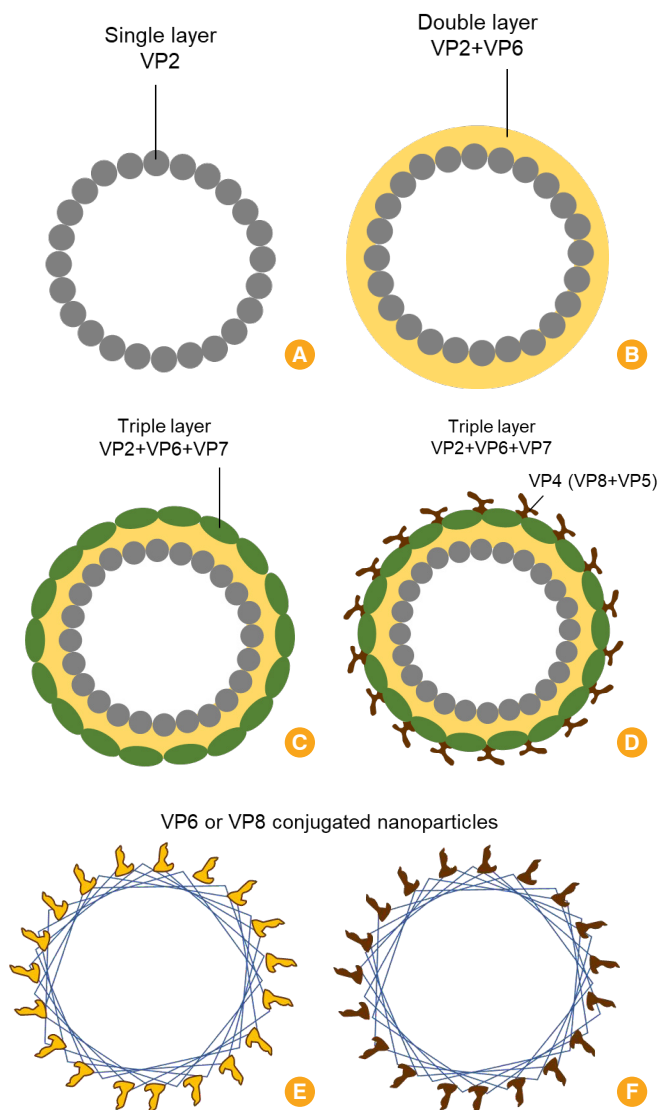 Single layer
VP2
Double layer
VP2+VP6
A
B
Triple layer
VP2+VP6+VP7
Triple layer
VP2+VP6+VP7
VP4 (VP8+VP5)
C
D
VP6 or VP8 conjugated nanoparticles
E
F